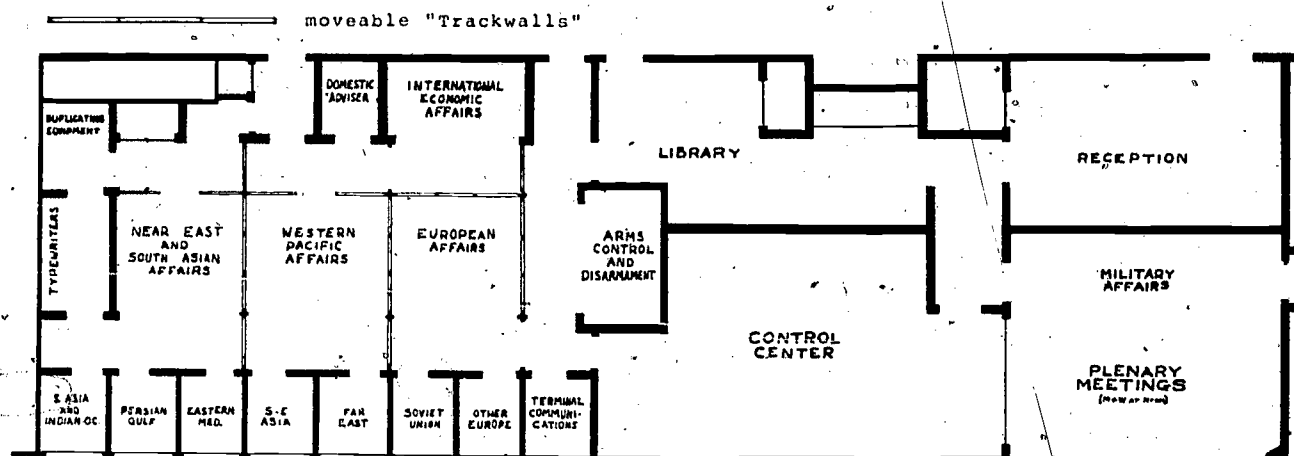 moveable "Trackwalls"
DOMESTIC
ADVISER
INTERNATIONAL
ECONOMIC
AFFAIRS
DUPLICATING
EQUIPMENT
LIBRARY
RECEPTION
TYPEWRITERS
NEAR EAST
AND
SOUTH ASIAN
AFFAIRS
WESTERN
PACIFIC
AFFAIRS
EUROPEAN
AFFAIRS
ARMS
CONTROL
AND
DISARMAMENT
MILITARY
AFFAIRS
CONTROL
CENTER
PLENARY
MEETINGS
S ASIA
AND
INDIAN OC.
PERSIAN
GULF
EASTERN
MED.
S-E
ASIA
FAR
EAST
SOVIET
UNION
OTHER
EUROPE
TERMINAL
COMMUNI-
CATIONS